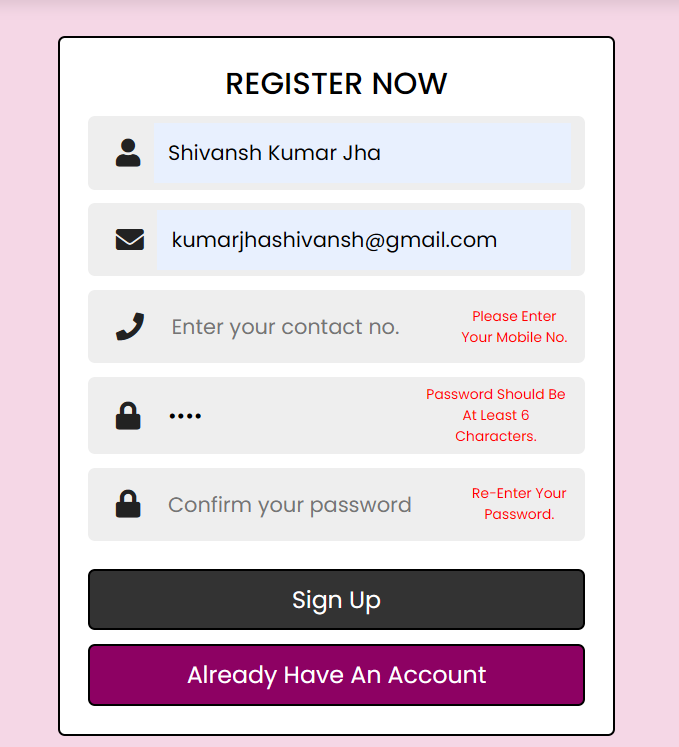 REGISTER NOW
Shivansh Kumar Jha
kumarjhashivansh@gmail.com
Enter your contact no.
Please Enter
Your Mobile No.
••••
Password Should Be
At Least 6
Characters.
Confirm your password
Re-Enter Your
Password.
Sign Up
Already Have An Account